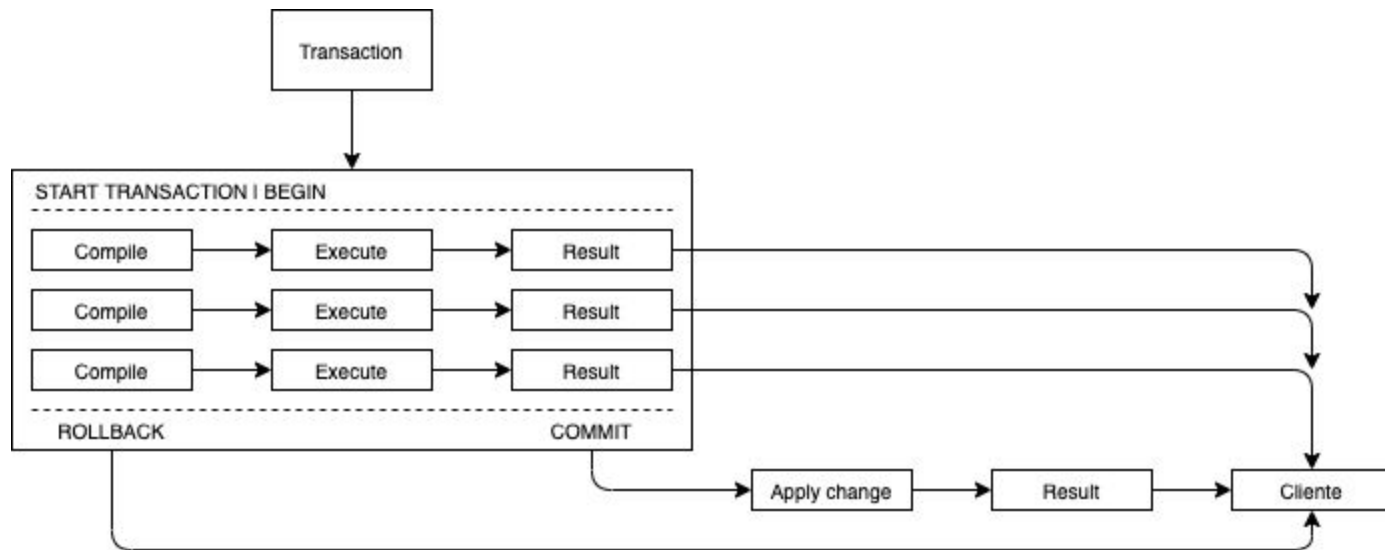 Transaction
START TRANSACTION | BEGIN
Compile Execute Result
Compile Execute Result
Compile Execute Result
ROLLBACK COMMIT
Apply change Result Cliente